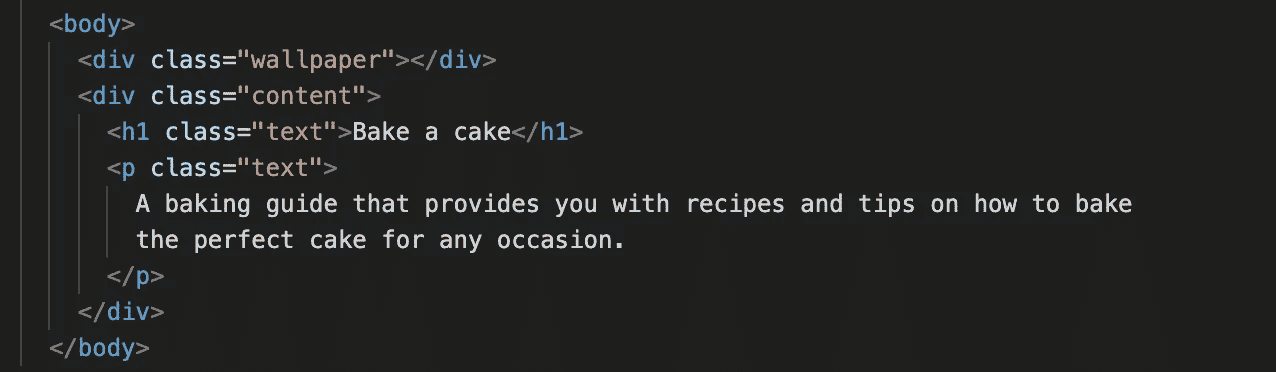 <body>
<div class="wallpaper"></div>
<div class="content">
<h1 class="text">Bake a cake</h1>
<p class="text">
A baking guide that provides you with recipes and tips on how to bake
the perfect cake for any occasion.
</p>
</div>
</body>